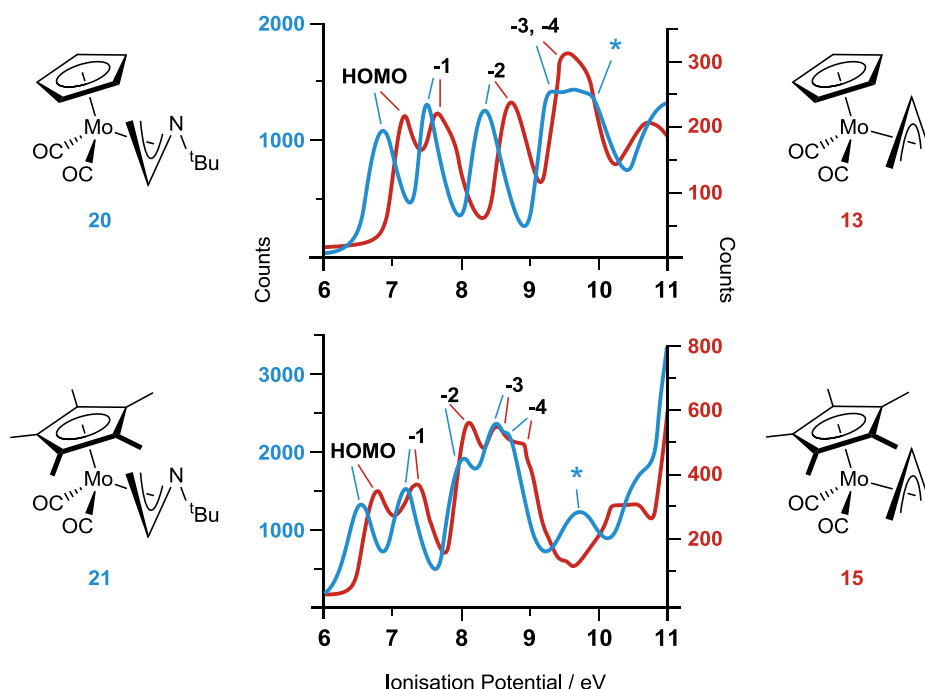 2000
1000
Counts
HOMO
-1
-2
-3, -4
*
300
200
100
Counts
6 7 8 9 10 11
Mo
OC
OC
N
tBu
20
Mo
OC
OC
13
3000
2000
1000
HOMO
-1
-2
-3
-4
*
800
600
400
200
0
6 7 8 9 10 11
Mo
OC
OC
N
tBu
21
Mo
OC
OC
15
Ionisation Potential / eV